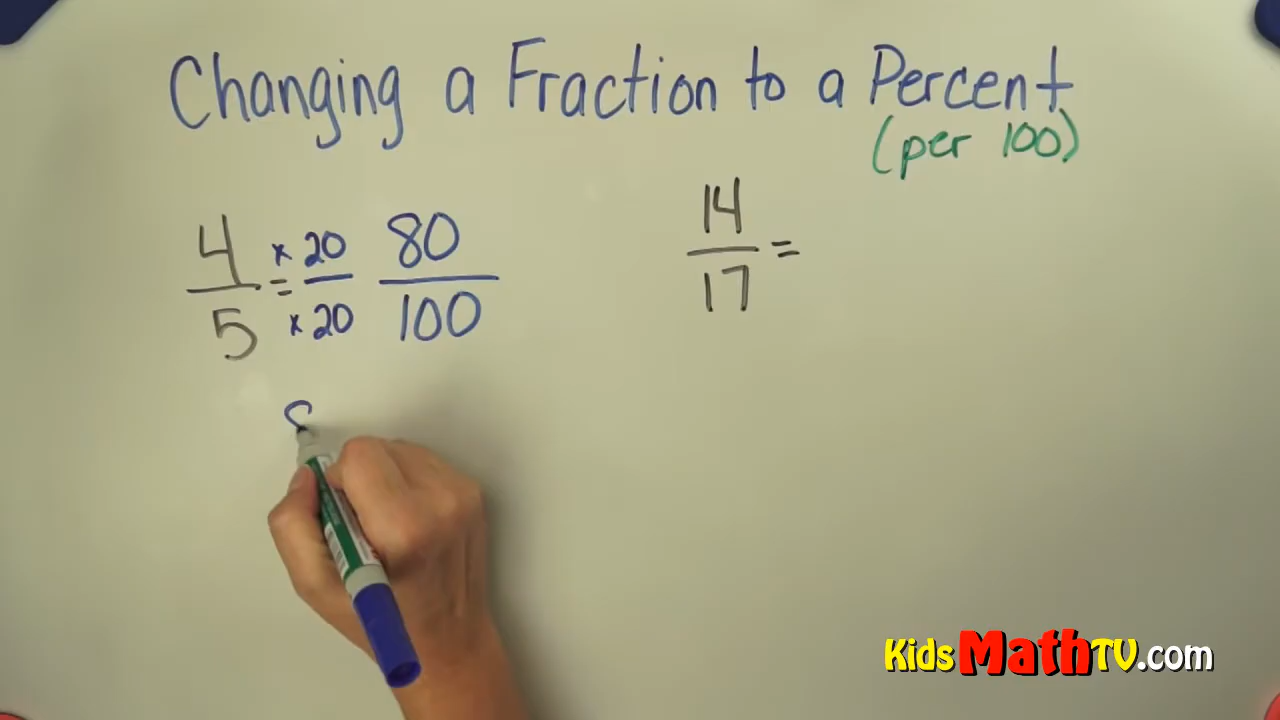 Changing a Fraction to a Percent
(per 100)
4/5 = x 20/x 20 80/100
14/17 =
KidsMathTV.com